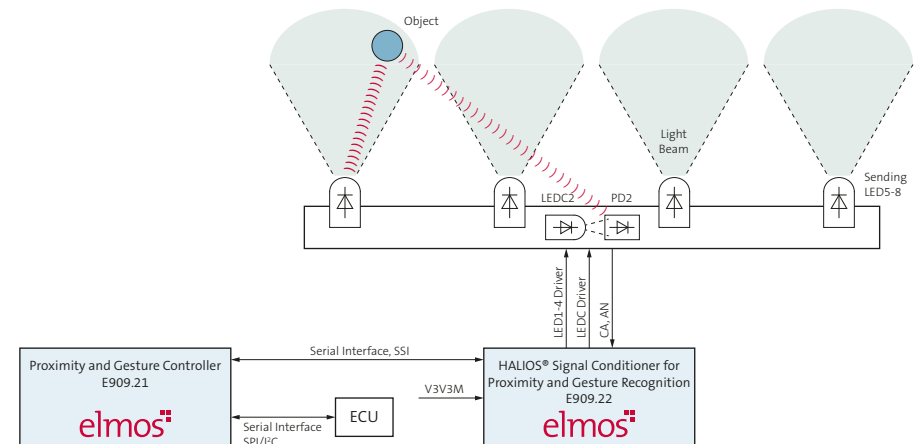 Object
Light
Beam
Sending
LED5-8
LEDC2
PD2
LED1-4 Driver
LEDC Driver
CA, AN
Proximity and Gesture Controller
E909.21
elmos
Serial Interface, SSI
V3V3M
Serial Interface
SPI/I²C
ECU
HALIOS® Signal Conditioner for
Proximity and Gesture Recognition
E909.22
elmos